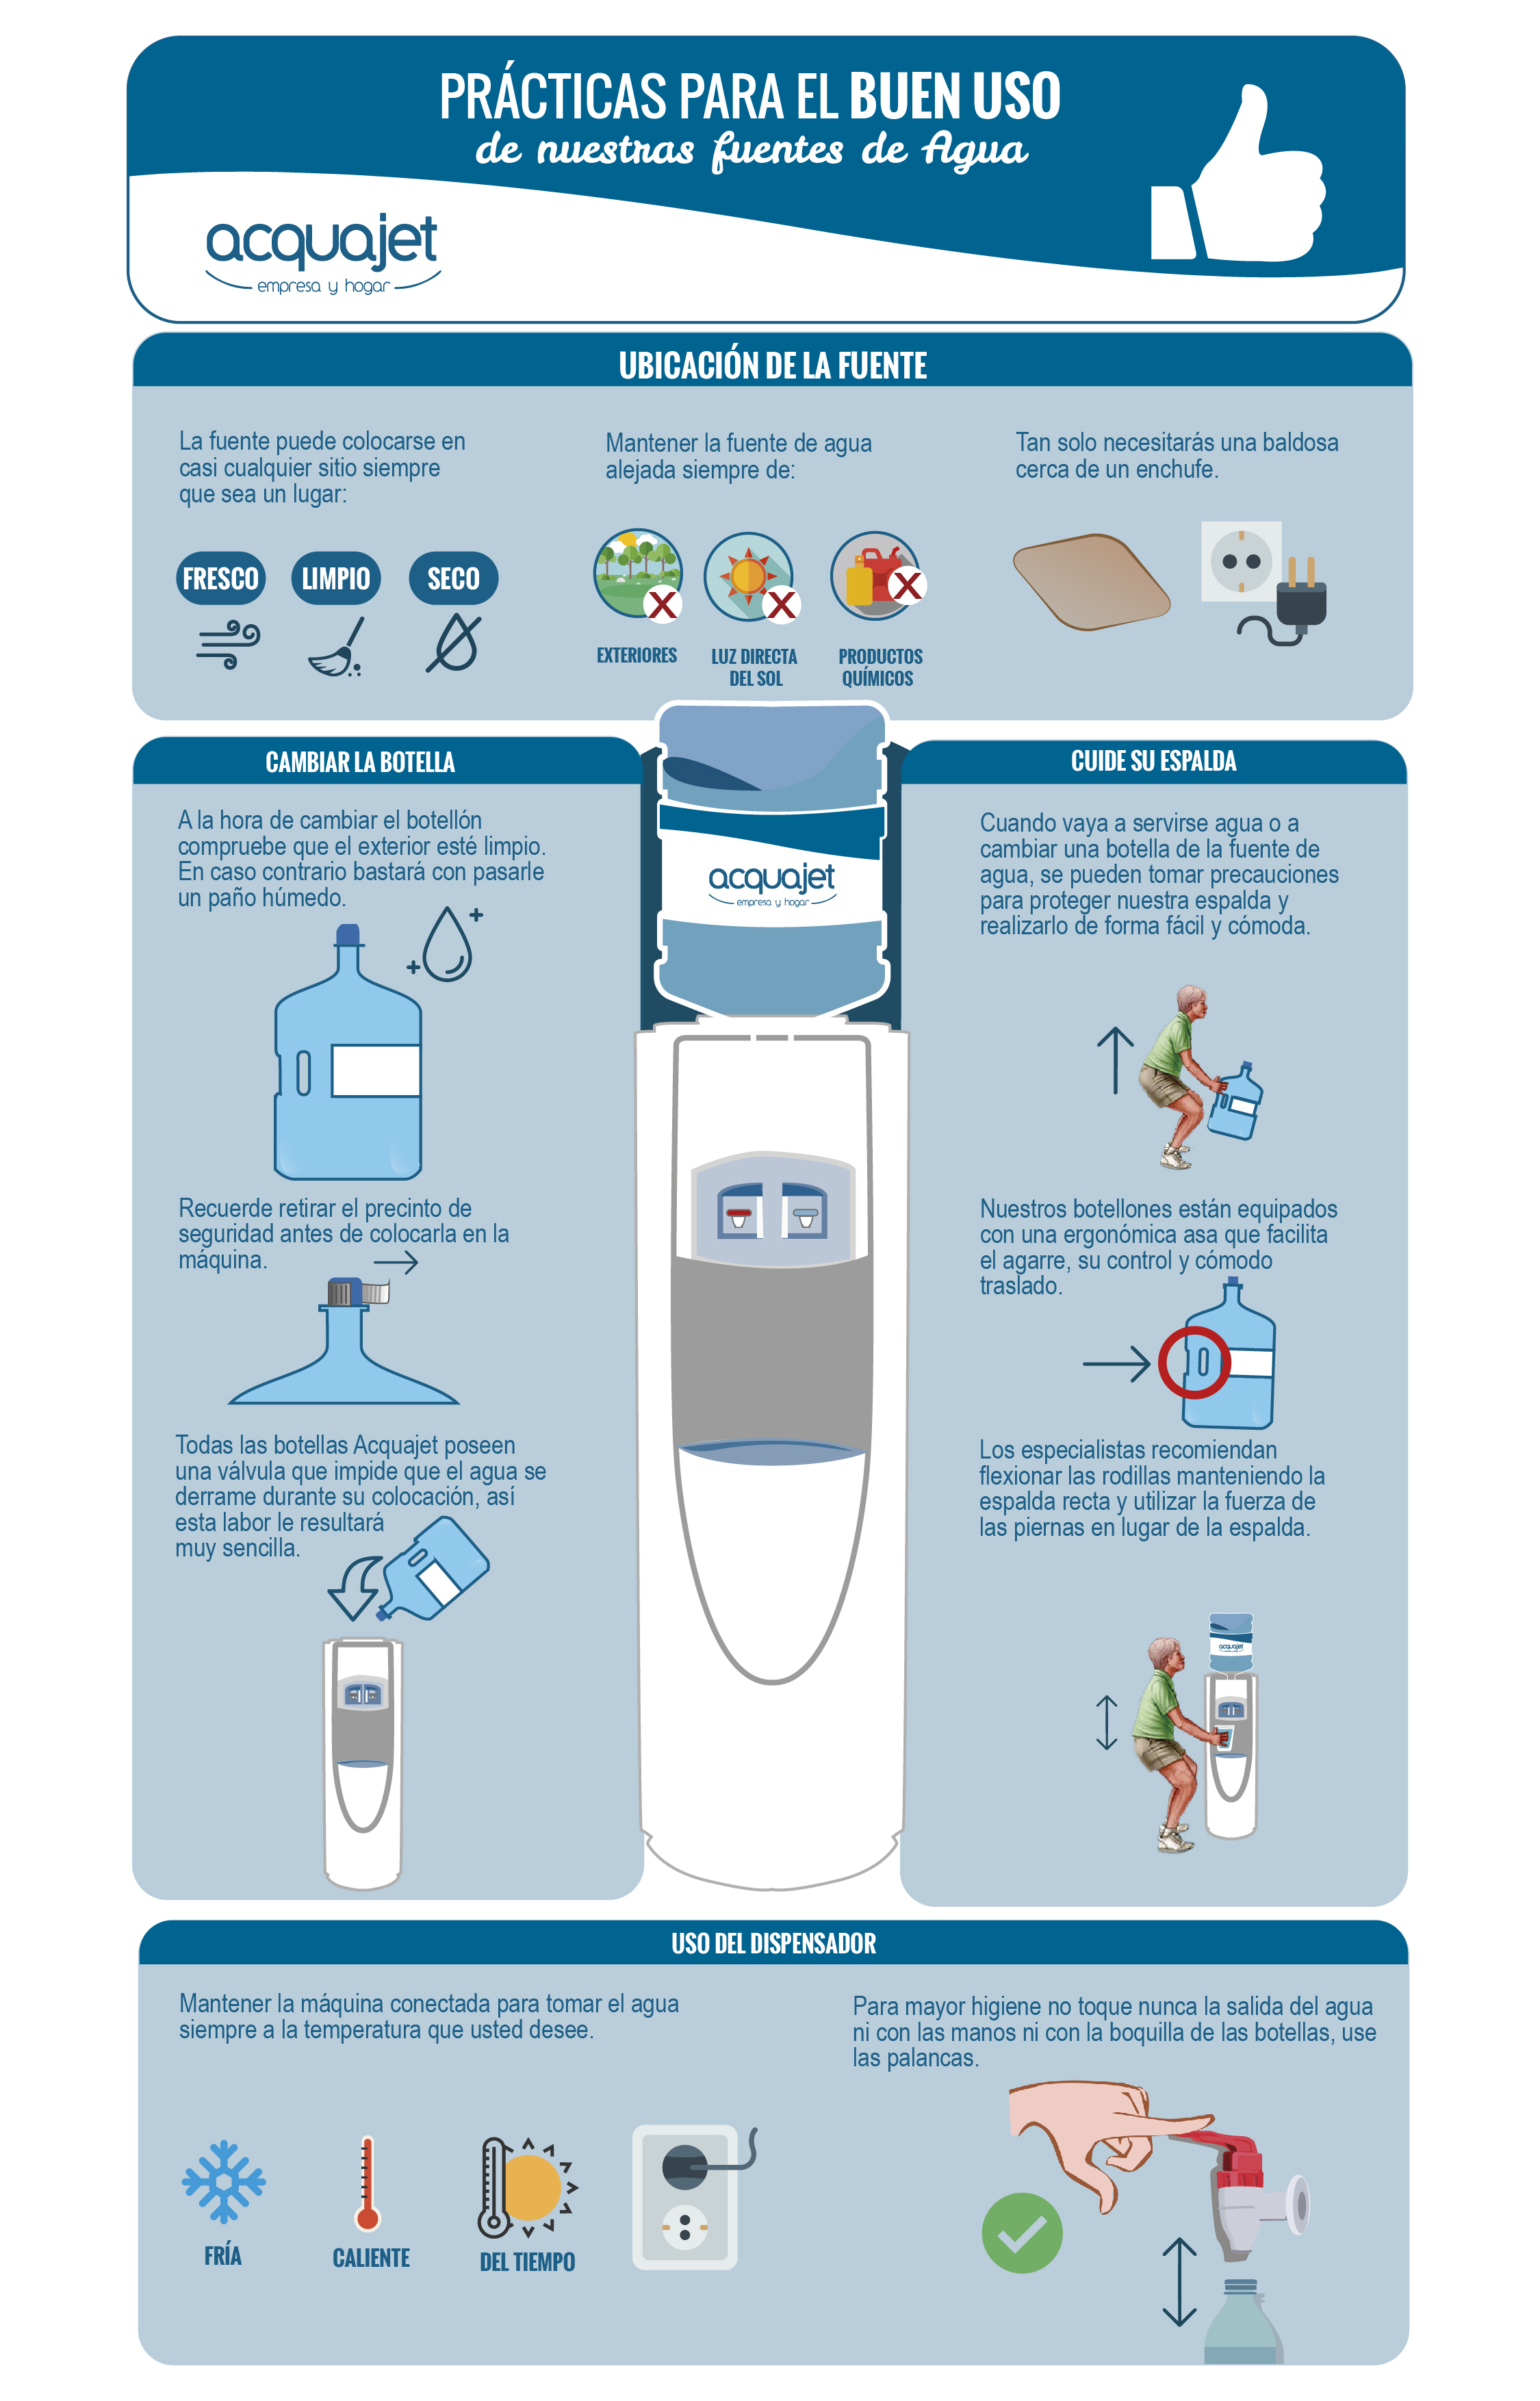 PRÁCTICAS PARA EL BUEN USO
de nuestras fuentes de Agua
acquajet
empresa y hogar
UBICACIÓN DE LA FUENTE
La fuente puede colocarse en
casi cualquier sitio siempre
que sea un lugar:
FRESCO
LIMPIO
SECO
Mantener la fuente de agua
alejada siempre de:
EXTERIORES
LUZ DIRECTA
DEL SOL
PRODUCTOS
QUÍMICOS
Tan solo necesitarás una baldosa
cerca de un enchufe.
CAMBIAR LA BOTELLA
A la hora de cambiar el botellón
compruebe que el exterior esté limpio.
En caso contrario bastará con pasarle
un paño húmedo.
Recuerde retirar el precinto de
seguridad antes de colocarla en la
máquina.
Todas las botellas Acquajet poseen
una válvula que impide que el agua se
derrame durante su colocación, así
esta labor le resultará
muy sencilla.
acquajet
empresa y hogar
CUIDE SU ESPALDA
Cuando vaya a servirse agua o a
cambiar una botella de la fuente de
agua, se pueden tomar precauciones
para proteger nuestra espalda y
realizarlo de forma fácil y cómoda.
Nuestros botellones están equipados
con una ergonómica asa que facilita
el agarre, su control y cómodo
traslado.
Los especialistas recomiendan
flexionar las rodillas manteniendo la
espalda recta y utilizar la fuerza de
las piernas en lugar de la espalda.
acquajet
USO DEL DISPENSADOR
Mantener la máquina conectada para tomar el agua
siempre a la temperatura que usted desee.
FRÍA
CALIENTE
DEL TIEMPO
Para mayor higiene no toque nunca la salida del agua
ni con las manos ni con la boquilla de las botellas, use
las palancas.